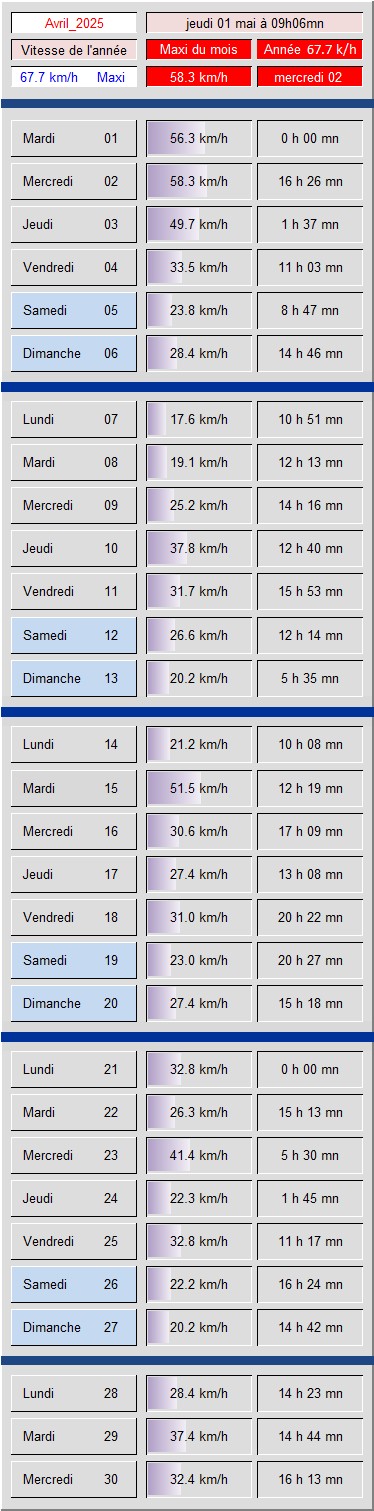 Avril_2025 jeudi 01 mai à 09h06mn
Vitesse de l'année Maxi du mois Année 67.7 k/h
67.7 km/h Maxi 58.3 km/h mercredi 02
Mardi 01 56.3 km/h 0 h 00 mn
Mercredi 02 58.3 km/h 16 h 26 mn
Jeudi 03 49.7 km/h 1 h 37 mn
Vendredi 04 33.5 km/h 11 h 03 mn
Samedi 05 23.8 km/h 8 h 47 mn
Dimanche 06 28.4 km/h 14 h 46 mn
Lundi 07 17.6 km/h 10 h 51 mn
Mardi 08 19.1 km/h 12 h 13 mn
Mercredi 09 25.2 km/h 14 h 16 mn
Jeudi 10 37.8 km/h 12 h 40 mn
Vendredi 11 31.7 km/h 15 h 53 mn
Samedi 12 26.6 km/h 12 h 14 mn
Dimanche 13 20.2 km/h 5 h 35 mn
Lundi 14 21.2 km/h 10 h 08 mn
Mardi 15 51.5 km/h 12 h 19 mn
Mercredi 16 30.6 km/h 17 h 09 mn
Jeudi 17 27.4 km/h 13 h 08 mn
Vendredi 18 31.0 km/h 20 h 22 mn
Samedi 19 23.0 km/h 20 h 27 mn
Dimanche 20 27.4 km/h 15 h 18 mn
Lundi 21 32.8 km/h 0 h 00 mn
Mardi 22 26.3 km/h 15 h 13 mn
Mercredi 23 41.4 km/h 5 h 30 mn
Jeudi 24 22.3 km/h 1 h 45 mn
Vendredi 25 32.8 km/h 11 h 17 mn
Samedi 26 22.2 km/h 16 h 24 mn
Dimanche 27 20.2 km/h 14 h 42 mn
Lundi 28 28.4 km/h 14 h 23 mn
Mardi 29 37.4 km/h 14 h 44 mn
Mercredi 30 32.4 km/h 16 h 13 mn